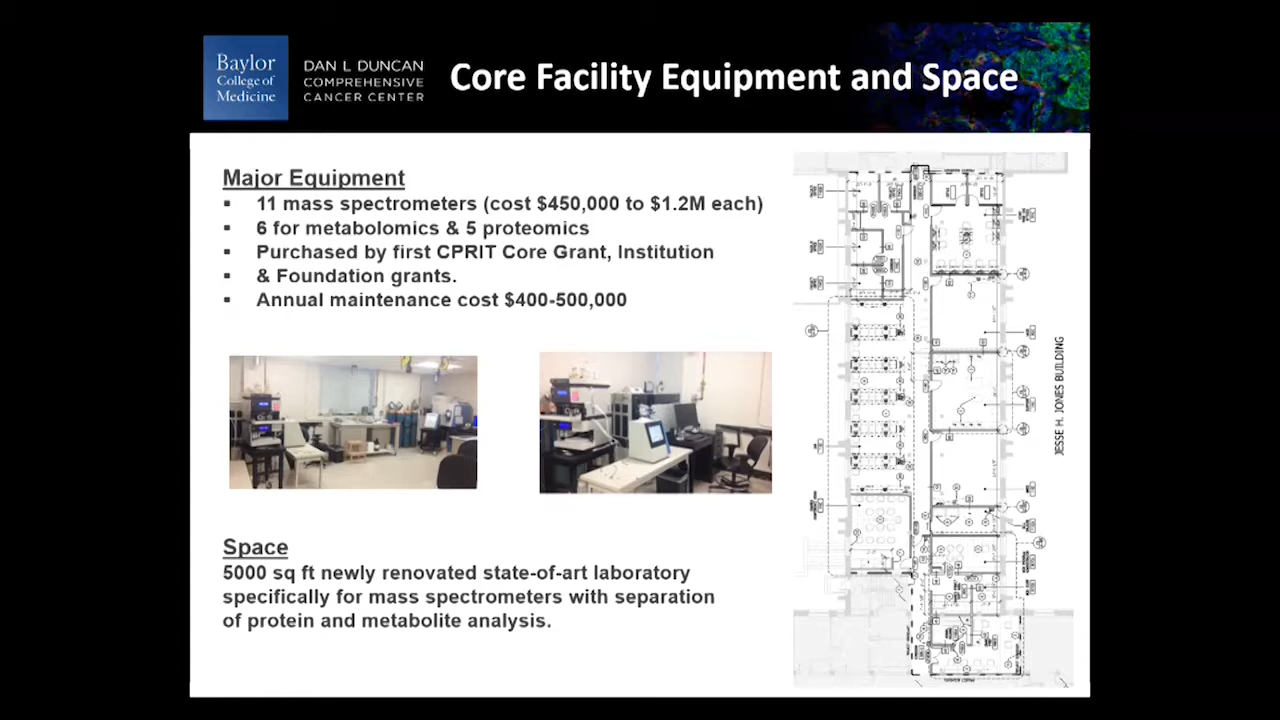 Baylor
College of
Medicine
DAN L DUNCAN
COMPREHENSIVE
CANCER CENTER
Core Facility Equipment and Space
Major Equipment
▪ 11 mass spectrometers (cost $450,000 to $1.2M each)
▪ 6 for metabolomics & 5 proteomics
▪ Purchased by first CPRIT Core Grant, Institution
▪ & Foundation grants.
▪ Annual maintenance cost $400-500,000
Space
5000 sq ft newly renovated state-of-art laboratory
specifically for mass spectrometers with separation
of protein and metabolite analysis.
JESSE H. JONES BUILDING